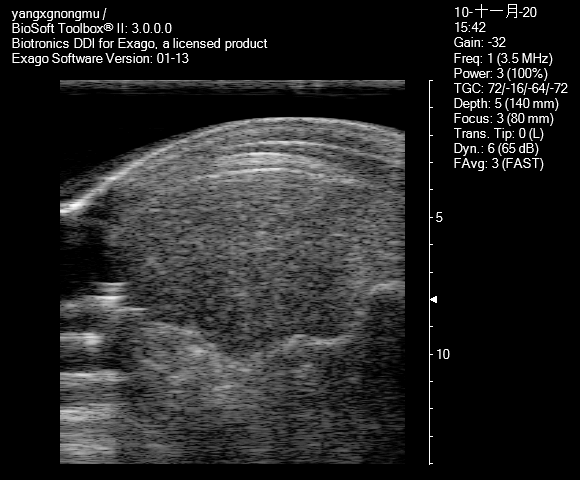 yangxgnongmu /
BioSoft Toolbox® II: 3.0.0.0
Biotronics DDI for Exago, a licensed product
Exago Software Version: 01-13
10-十一月-20
15:42
Gain: -32
Freq: 1 (3.5 MHz)
Power: 3 (100%)
TGC: 72/-16/-64/-72
Depth: 5 (140 mm)
Focus: 3 (80 mm)
Trans. Tip: 0 (L)
Dyn.: 6 (65 dB)
FAvg: 3 (FAST)
5
10